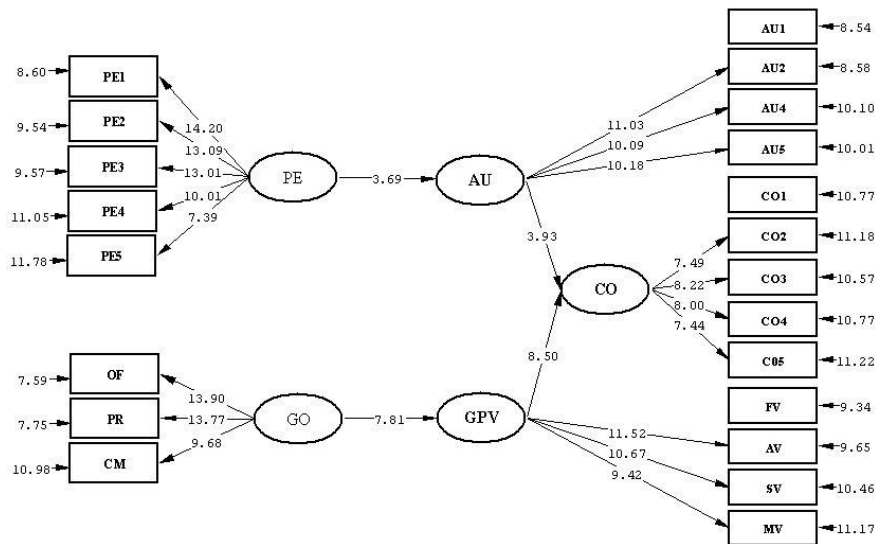 8.60 PE1
9.54 PE2
9.57 PE3
11.05 PE4
11.78 PE5
14.20
13.09
13.01
10.01
7.39
PE
3.69
AU
11.03
10.09
10.18
AU1 8.54
AU2 8.58
AU4 10.10
AU5 10.01
3.93
CO
7.49
8.22
8.00
7.44
CO1 10.77
CO2 11.18
CO3 10.57
CO4 10.77
C05 11.22
8.50
7.59 OF
7.75 PR
10.98 CM
13.90
13.77
9.68
GO
7.81
GPV
11.52
10.67
9.42
FV 9.34
AV 9.65
SV 10.46
MV 11.17